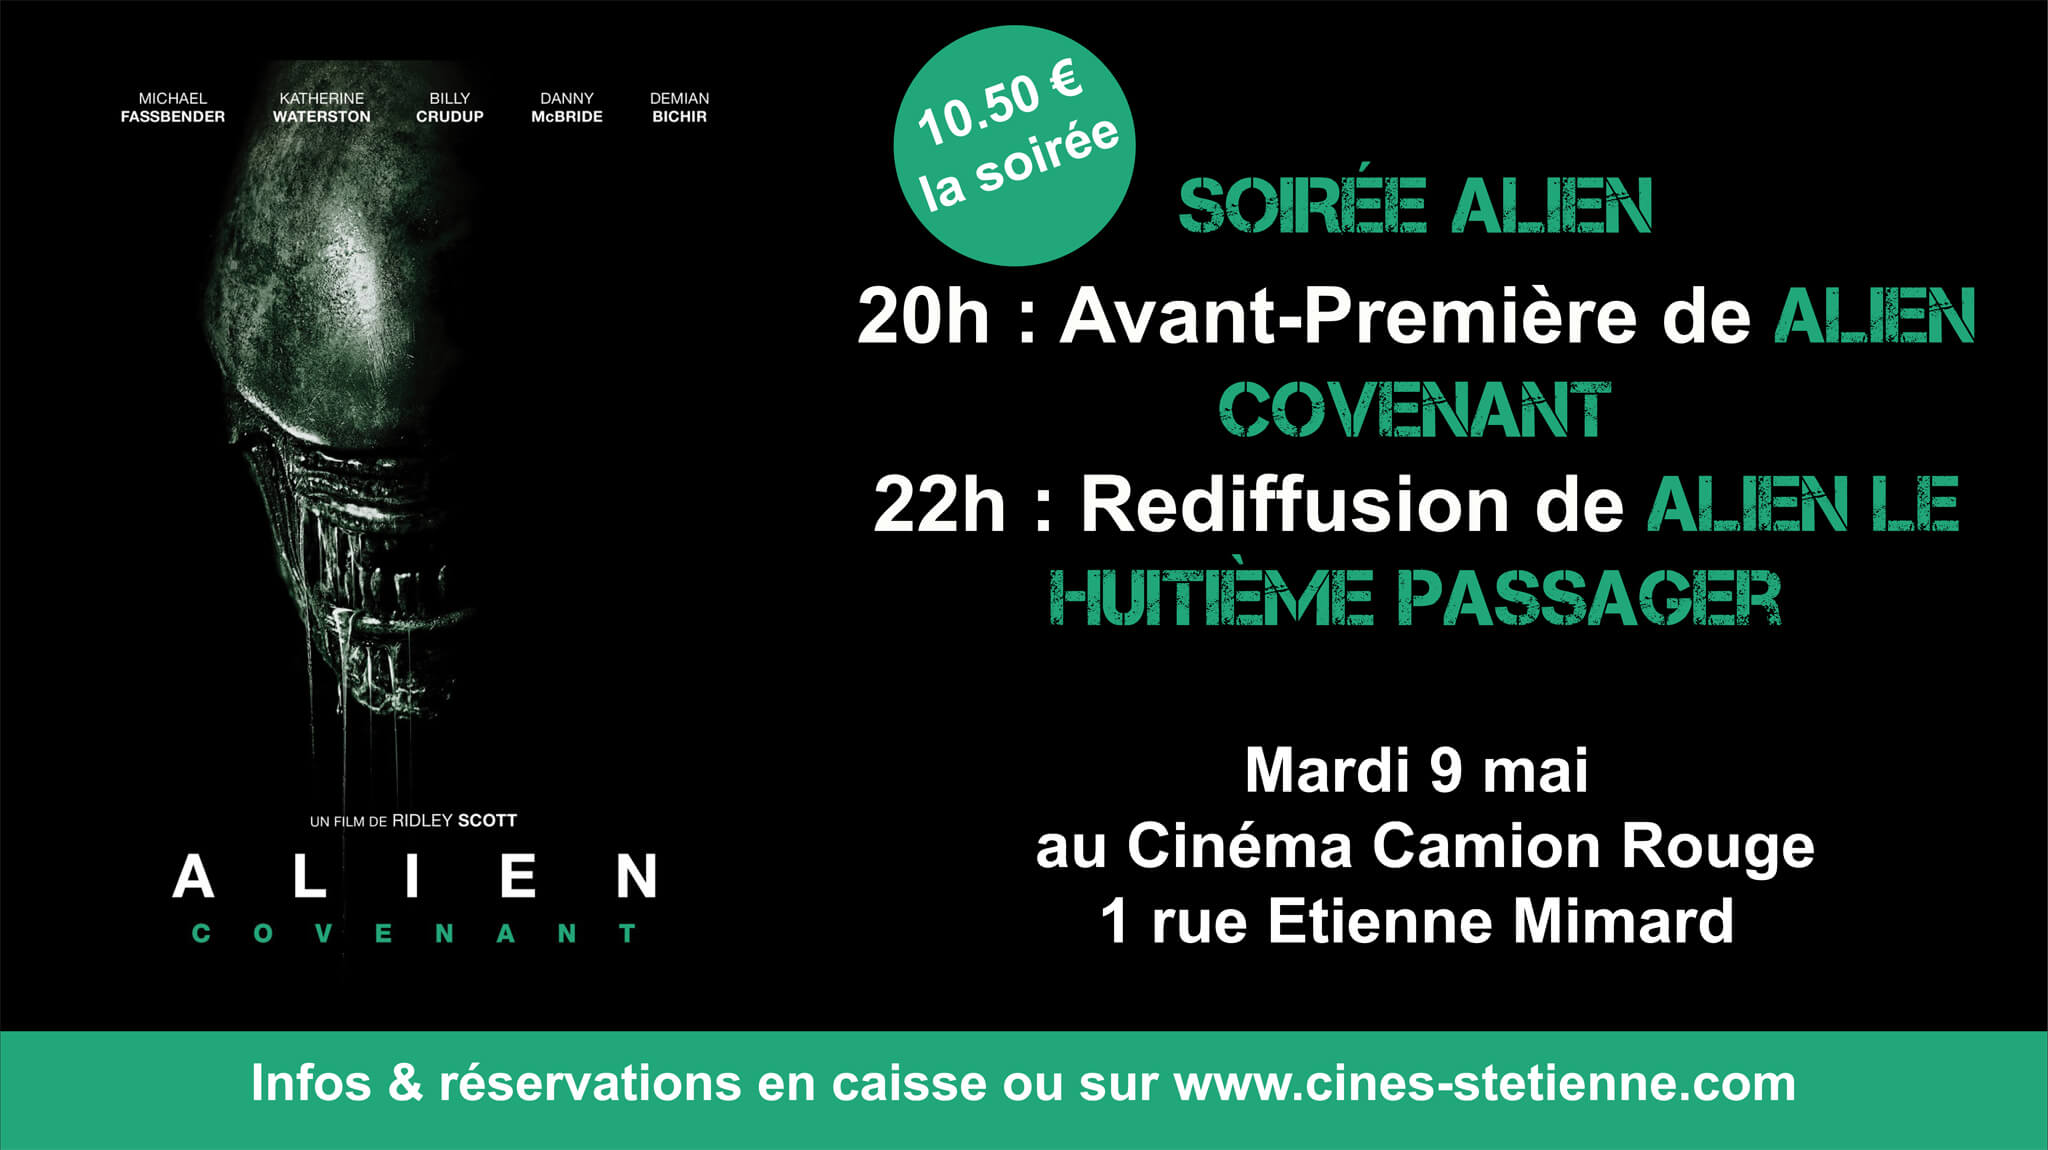 MICHAEL FASSBENDER
KATHERINE WATERSTON
BILLY CRUDUP
DANNY McBRIDE
DEMIAN BICHIR
UN FILM DE RIDLEY SCOTT
ALIEN
COVENANT
10.50 €
la soirée
SOIRÉE ALIEN
20h : Avant-Première de ALIEN
COVENANT
22h : Rediffusion de ALIEN LE
HUITIÈME PASSAGER
Mardi 9 mai
au Cinéma Camion Rouge
1 rue Etienne Mimard
Infos & réservations en caisse ou sur www.cines-stetienne.com